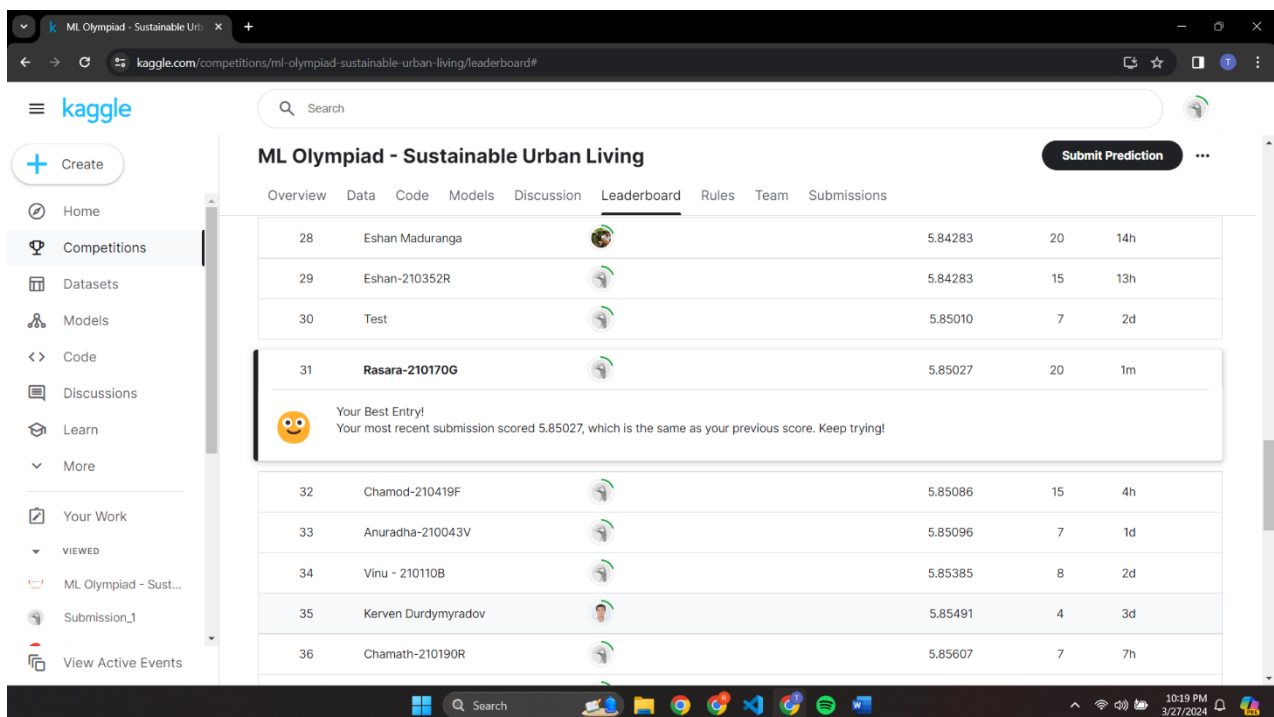 ML Olympiad - Sustainable Urb
kaggle.com/competitions/ml-olympiad-sustainable-urban-living/leaderboard#
T
kaggle
Search
Create
ML Olympiad - Sustainable Urban Living
Submit Prediction
Overview Data Code Models Discussion Leaderboard Rules Team Submissions
Home
Competitions
Datasets
Models
Code
Discussions
Learn
More
Your Work
VIEWED
ML Olympiad - Sust...
Submission_1
View Active Events
28 Eshan Maduranga 5.84283 20 14h
29 Eshan-210352R 5.84283 15 13h
30 Test 5.85010 7 2d
31 Rasara-210170G 5.85027 20 1m
Your Best Entry!
Your most recent submission scored 5.85027, which is the same as your previous score. Keep trying!
32 Chamod-210419F 5.85086 15 4h
33 Anuradha-210043V 5.85096 7 1d
34 Vinu - 210110B 5.85385 8 2d
35 Kerven Durdymyradov 5.85491 4 3d
36 Chamath-210190R 5.85607 7 7h
Search
10:19 PM
3/27/2024